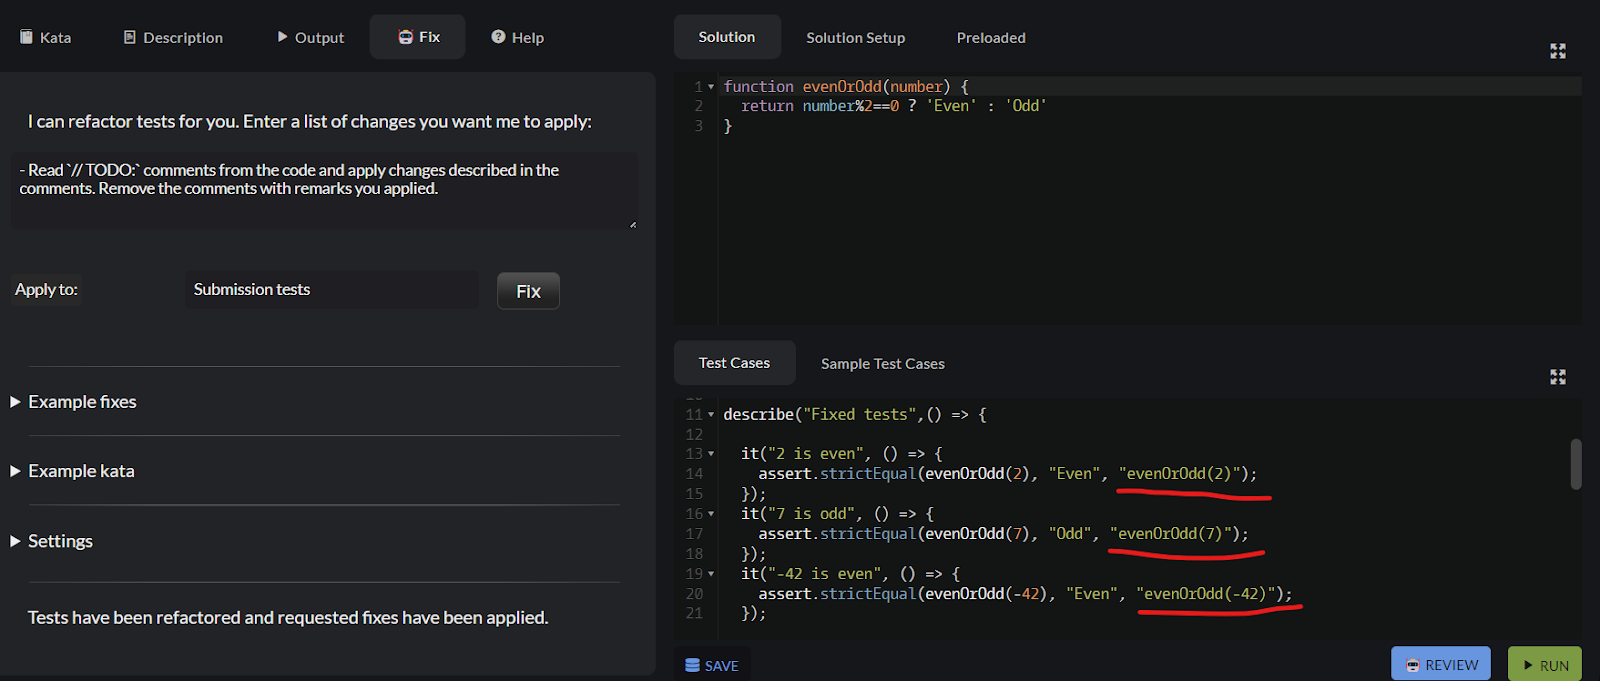 Kata Description Output Fix Help
I can refactor tests for you. Enter a list of changes you want me to apply:
- Read `// TODO:` comments from the code and apply changes described in the
comments. Remove the comments with remarks you applied.
Apply to: Submission tests Fix
Example fixes
Example kata
Settings
Tests have been refactored and requested fixes have been applied.
Solution Solution Setup Preloaded
1 function evenOrOdd(number) {
2 return number%2==0 ? 'Even' : 'Odd'
3 }
Test Cases Sample Test Cases
11 describe("Fixed tests",() => {
12
13 it("2 is even", () => {
14 assert.strictEqual(evenOrOdd(2), "Even", "evenOrOdd(2)");
15 });
16 it("7 is odd", () => {
17 assert.strictEqual(evenOrOdd(7), "Odd", "evenOrOdd(7)");
18 });
19 it("-42 is even", () => {
20 assert.strictEqual(evenOrOdd(-42), "Even", "evenOrOdd(-42)");
21 });
SAVE REVIEW RUN